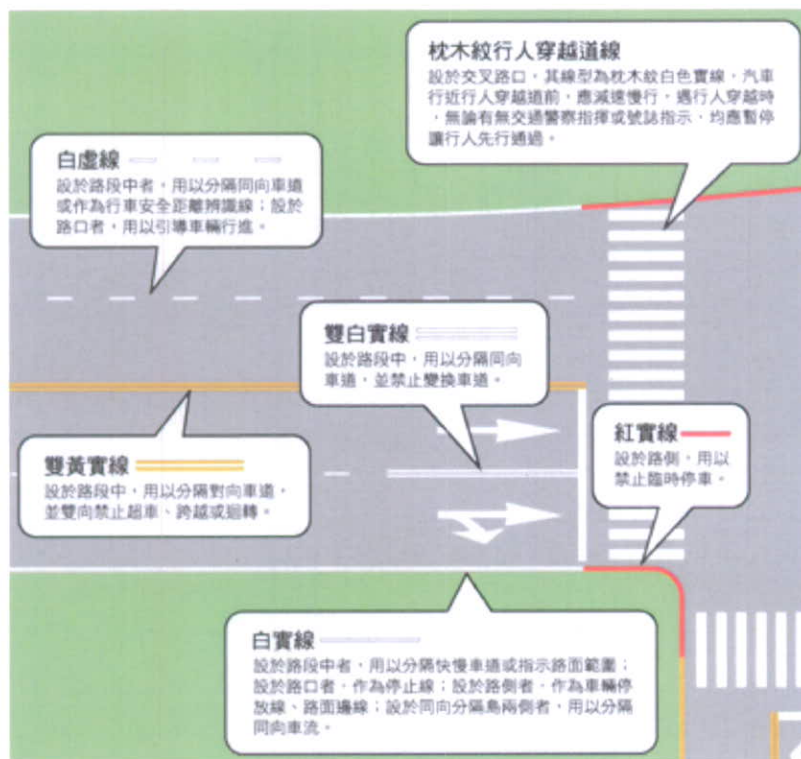 枕木紋行人穿越道線
設於交叉路口，其線型為枕木紋白色實線，汽車
行近行人穿越道前，應減速慢行，遇行人穿越時
，無論有無交通警察指揮或號誌指示，均應暫停
讓行人先行通過。
白虛線
設於路段中者，用以分隔同向車道
或作為行車安全距離辨識線；設於
路口者，用以引導車輛行進。
雙白實線
設於路段中，用以分隔同向
車道，並禁止變換車道。
雙黃實線
設於路段中，用以分隔對向車道，
並雙向禁止超車、跨越或迴轉。
紅實線
設於路側，用以
禁止臨時停車。
白實線
設於路段中者，用以分隔快慢車道或指示路面範圍；
設於路口者，作為停止線；設於路側者，作為車輛停
放線、路面邊線；設於同向分隔島兩側者，用以分隔
同向車流。